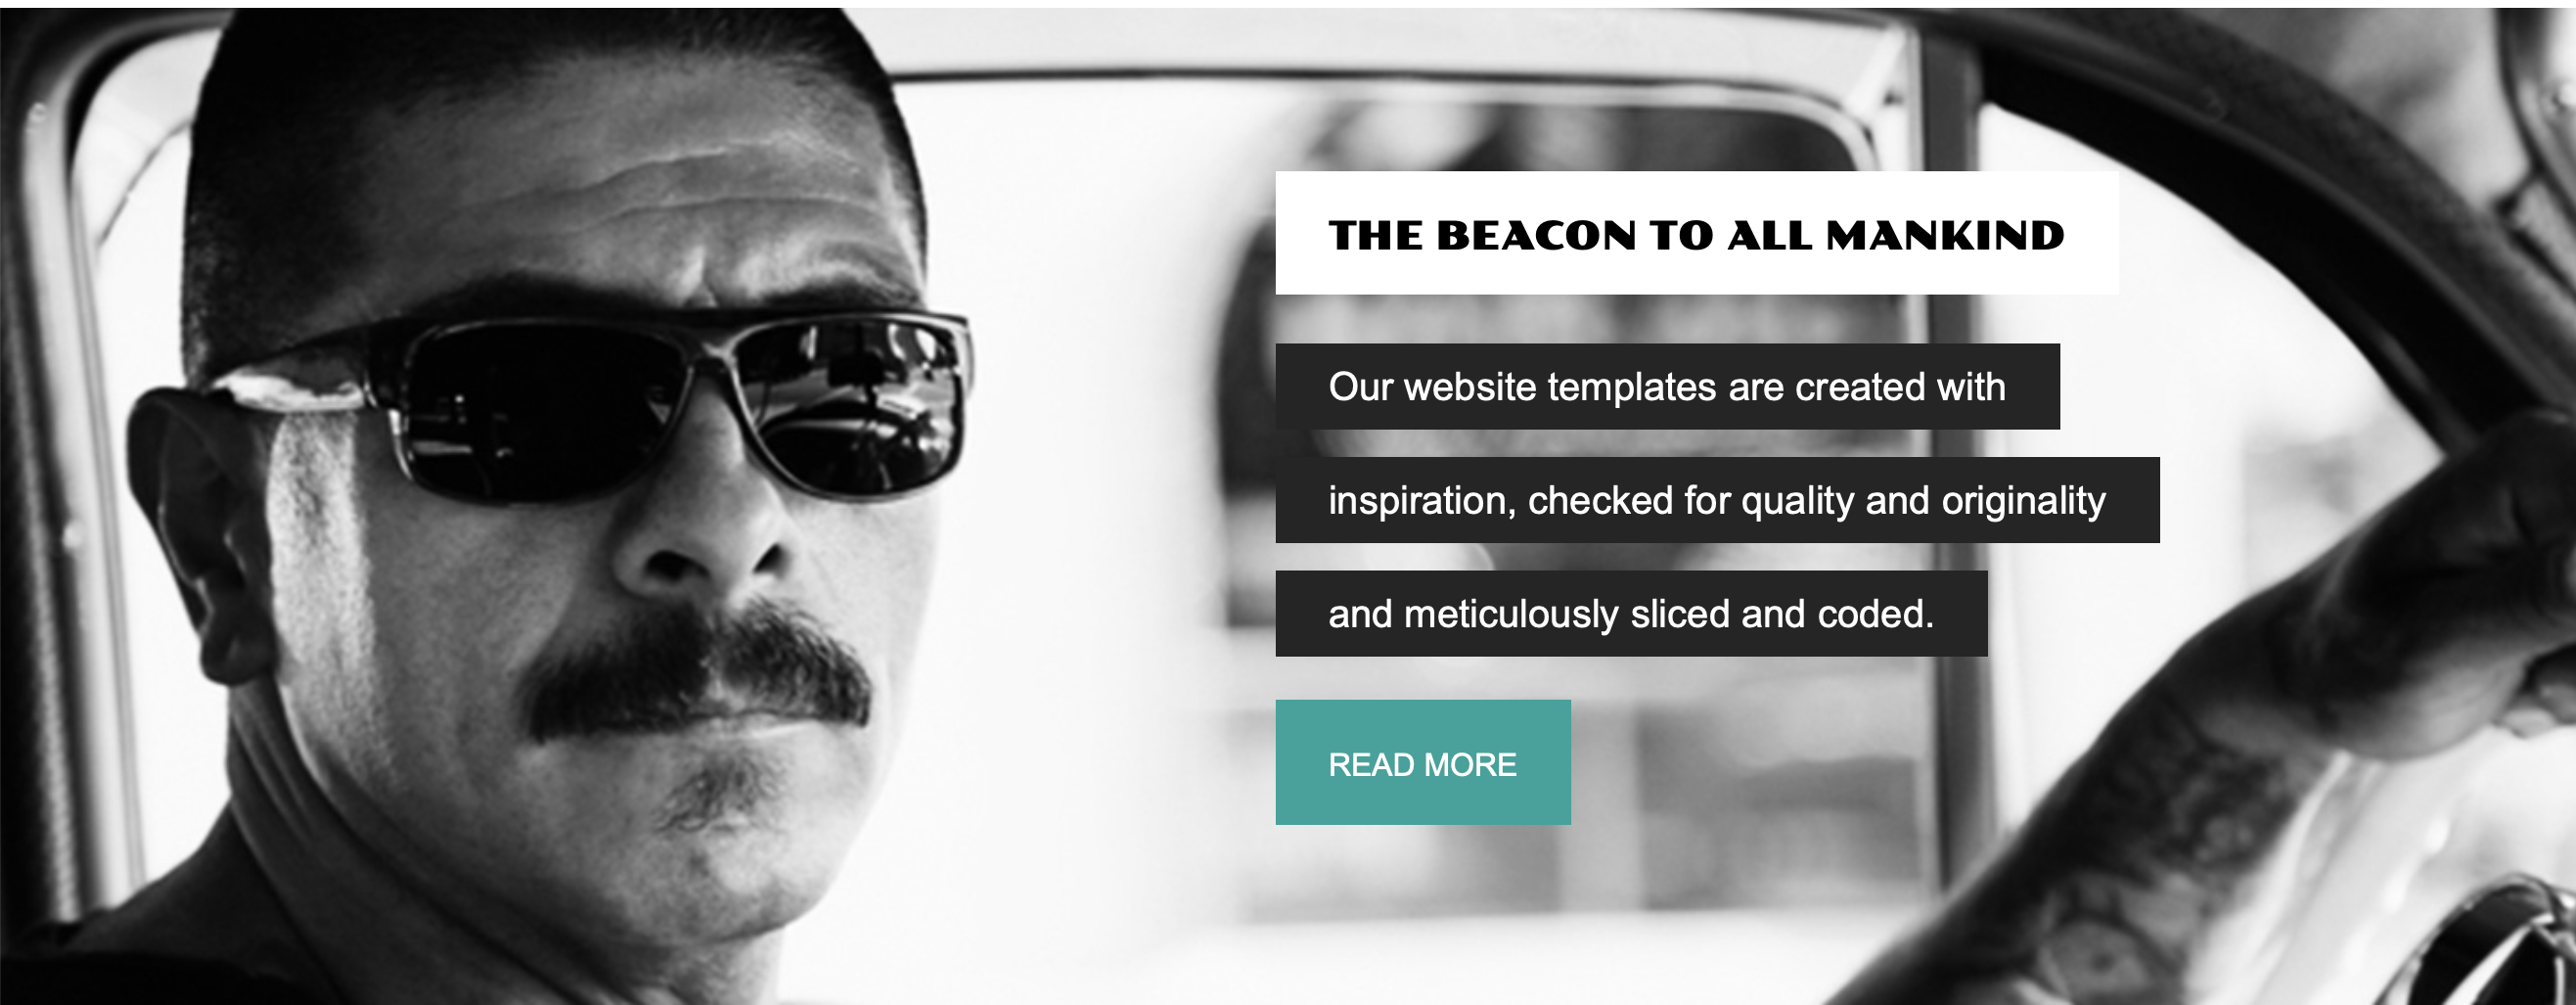 THE BEACON TO ALL MANKIND
Our website templates are created with
inspiration, checked for quality and originality
and meticulously sliced and coded.
READ MORE